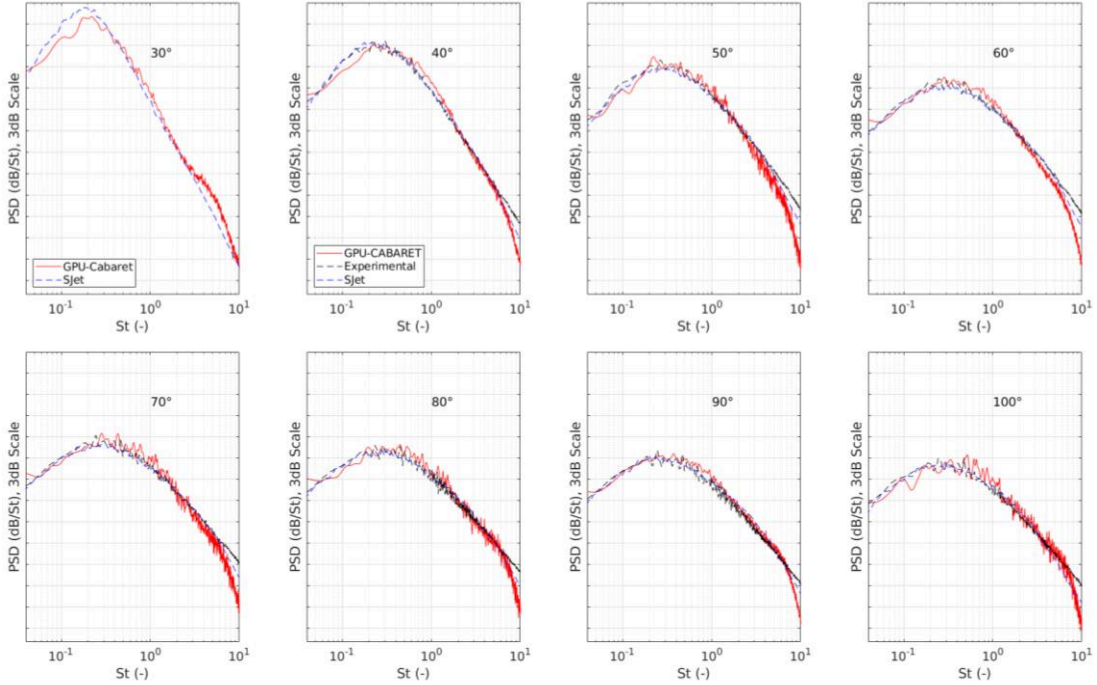 30°
PSD (dB/St), 3dB Scale
GPU-Cabaret
SJet
10^-1 10^0 10^1
St (-)
40°
PSD (dB/St), 3dB Scale
GPU-CABARET
Experimental
SJet
10^-1 10^0 10^1
St (-)
50°
PSD (dB/St), 3dB Scale
10^-1 10^0 10^1
St (-)
60°
PSD (dB/St), 3dB Scale
10^-1 10^0 10^1
St (-)
70°
PSD (dB/St), 3dB Scale
10^-1 10^0 10^1
St (-)
80°
PSD (dB/St), 3dB Scale
10^-1 10^0 10^1
St (-)
90°
PSD (dB/St), 3dB Scale
10^-1 10^0 10^1
St (-)
100°
PSD (dB/St), 3dB Scale
10^-1 10^0 10^1
St (-)